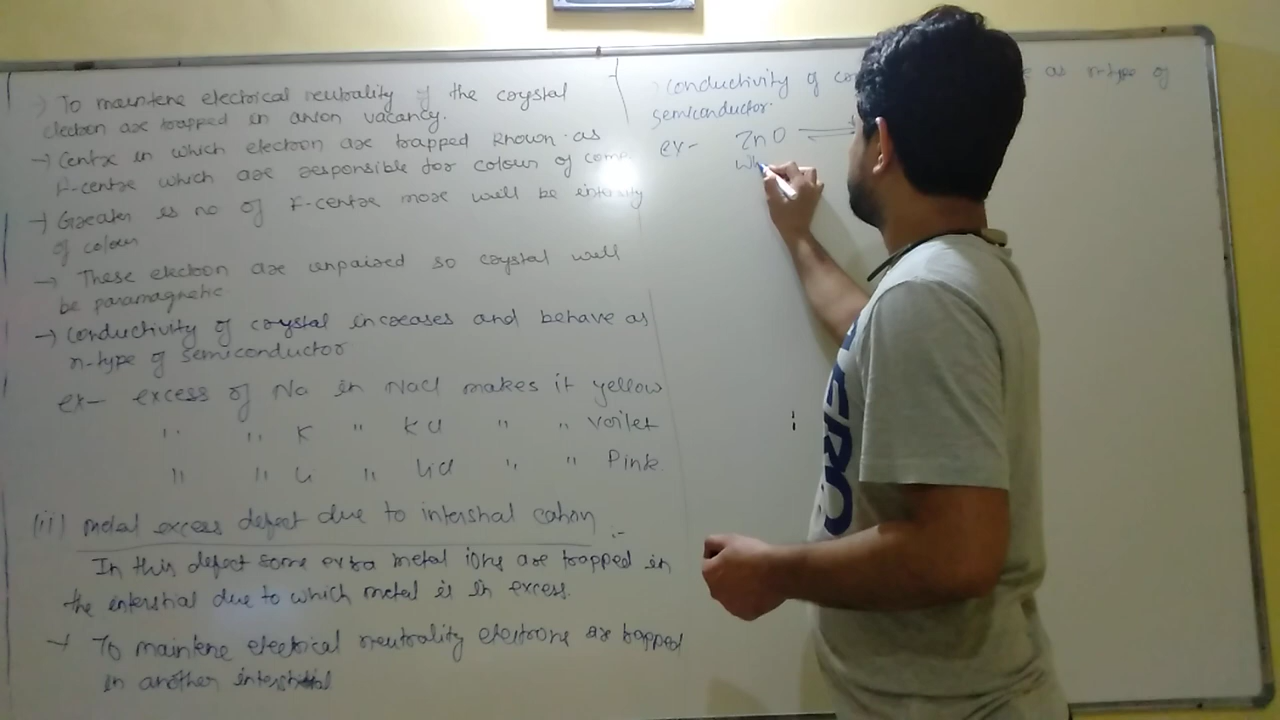 → To maintene electrical neutrality of the crystal
electron are trapped in anion vacancy.
→ Centre in which electron are trapped known as
F-centre which are responsible for colour of
→ Greater is no of F-centre more will be intensity
of colour
→ These electron are unpaired so crystal will
be paramagnetic
→ Conductivity of crystal increases and behave as
n-type of semiconductor
ex- excess of Na in NaCl makes it yellow
" " K " KCl " " Voilet
" " Li " LiCl " " Pink
(ii) metal excess defect due to interstial cation :-
In this defect some extra metal ions are trapped in
the interstial due to which metal is in excess.
→ To maintene electrical neutrality electrons are trapped
in another interstitial
Conductivity of as n-type of
semiconductor.
ex- ZnO ⇌
Wh
ERO